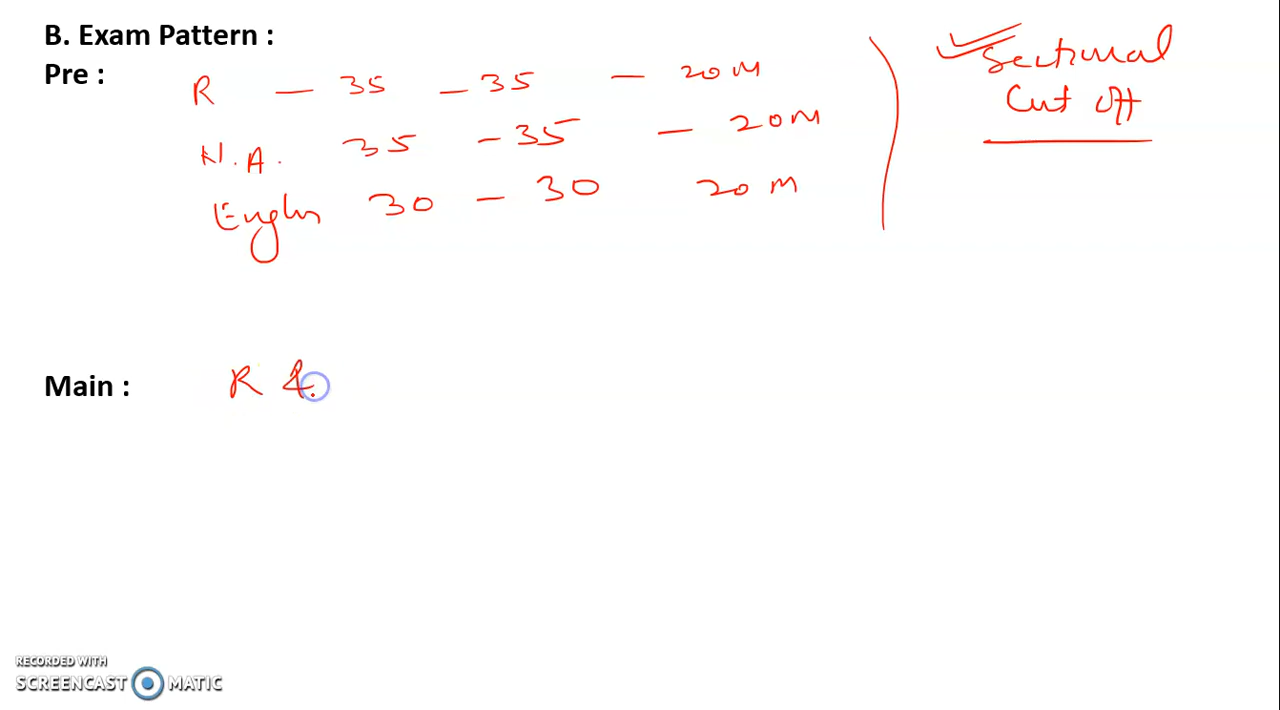 B. Exam Pattern :
Pre :
R — 35 – 35 — 20 M
N.A. 35 – 35 — 20 M
30 – 30 20 M
Sectional
Cut off
Main : R &
RECORDED WITH
SCREENCAST MATIC